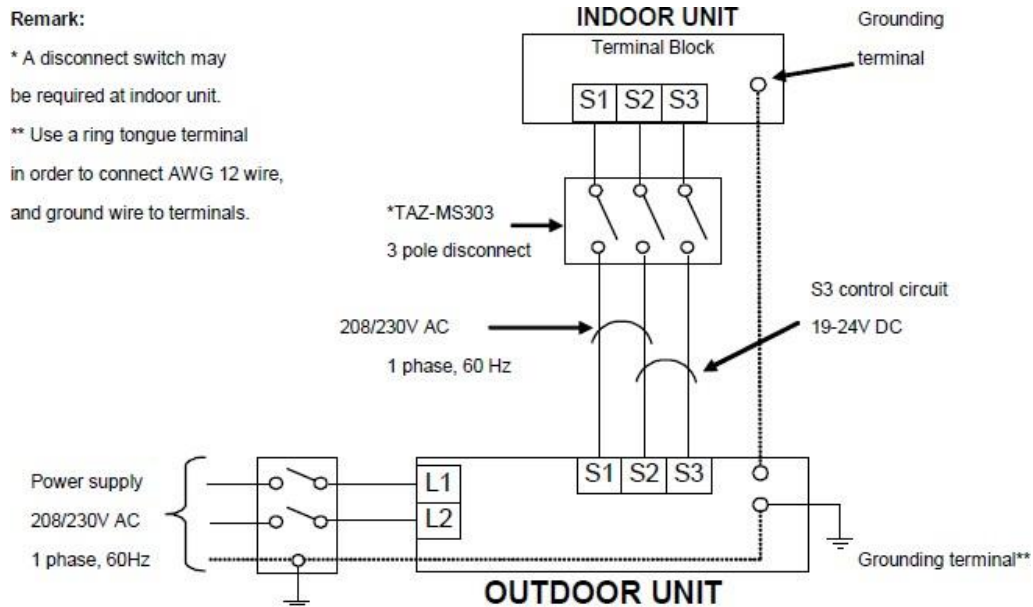 Remark:
* A disconnect switch may
be required at indoor unit.
** Use a ring tongue terminal
in order to connect AWG 12 wire,
and ground wire to terminals.
INDOOR UNIT
Terminal Block
S1 S2 S3
Grounding
terminal
*TAZ-MS303
3 pole disconnect
208/230V AC
1 phase, 60 Hz
S3 control circuit
19-24V DC
Power supply
208/230V AC
1 phase, 60Hz
L1
L2
S1 S2 S3
Grounding terminal**
OUTDOOR UNIT